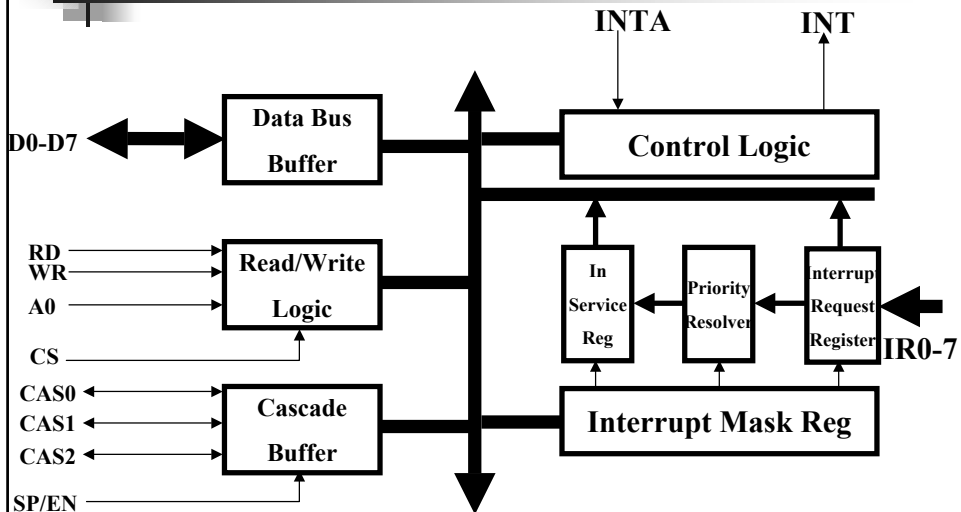 INTA
INT
D0-D7
Data Bus
Buffer
Control Logic
RD
WR
A0
CS
Read/Write
Logic
In
Service
Reg
Priority
Resolver
Interrupt
Request
Register
IR0-7
CAS0
CAS1
CAS2
SP/EN
Cascade
Buffer
Interrupt Mask Reg